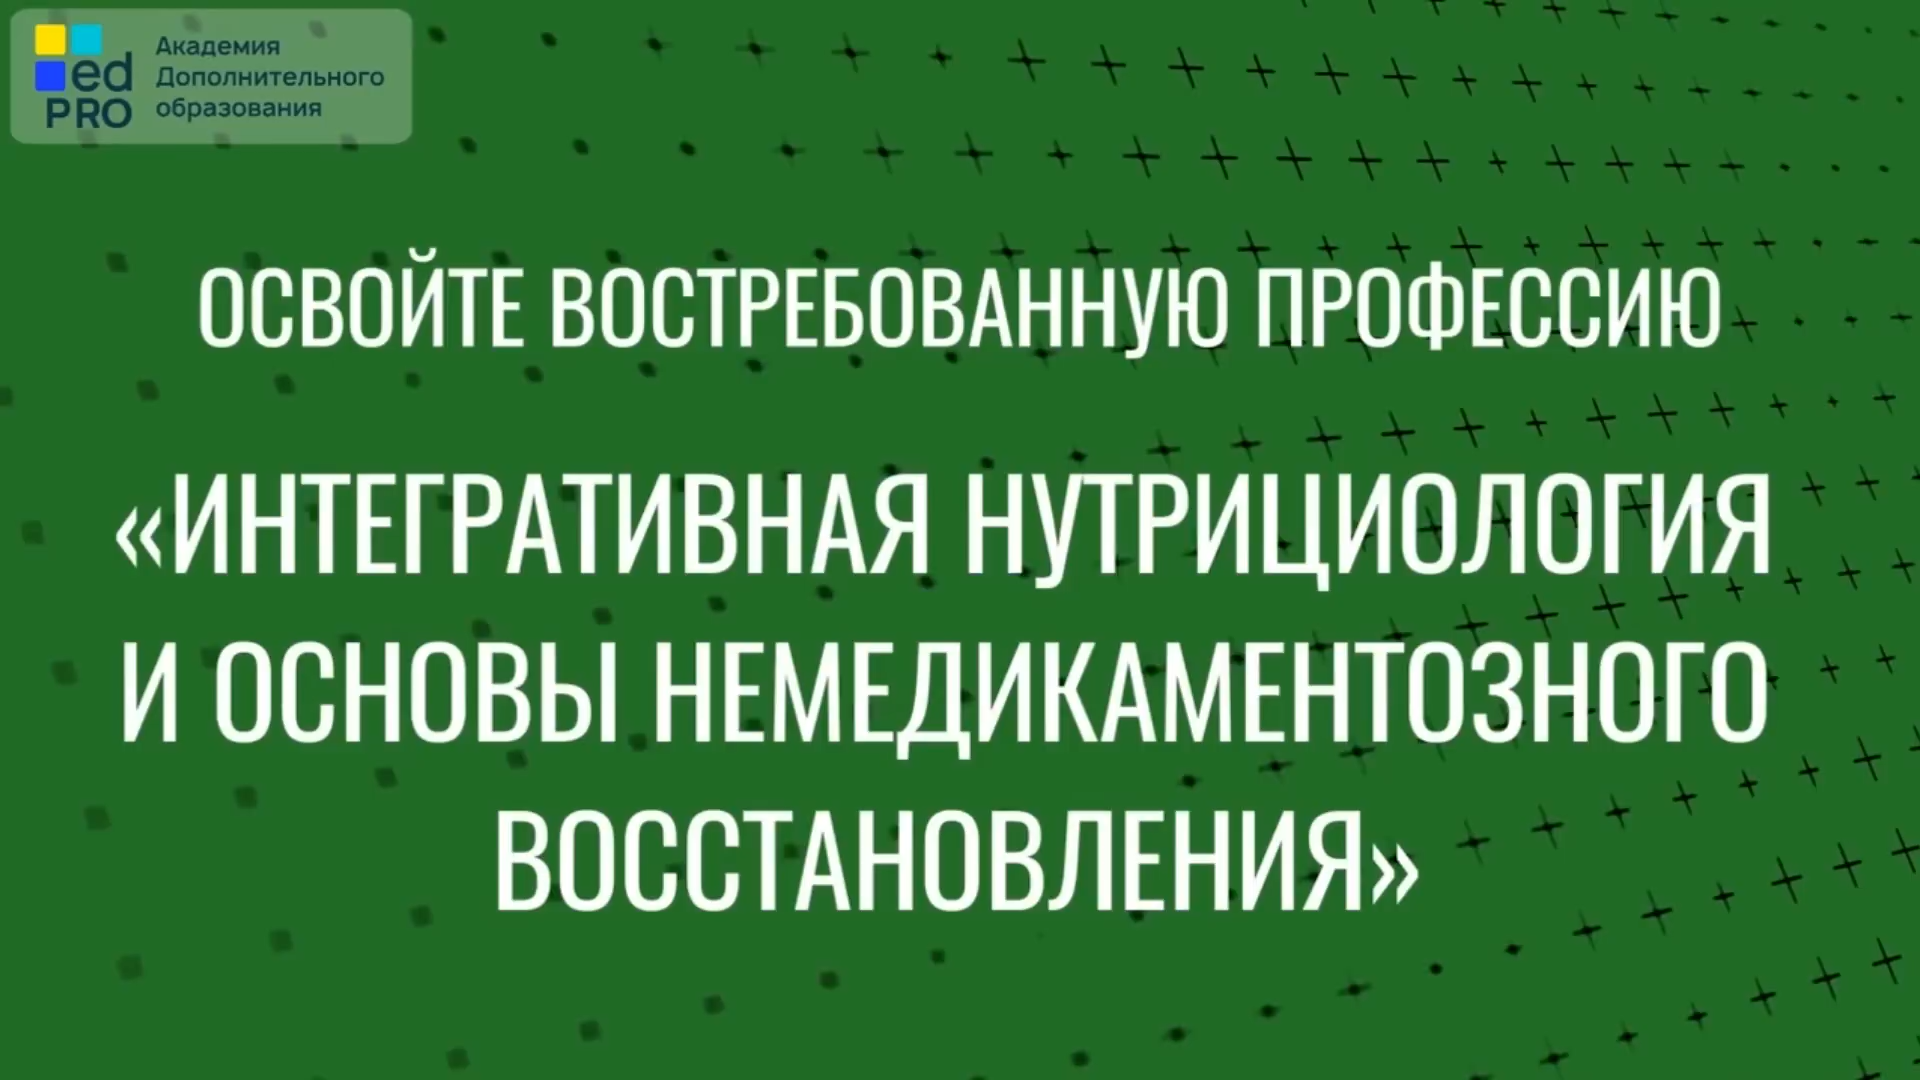 ed
PRO
Академия
Дополнительного
образования
ОСВОЙТЕ ВОСТРЕБОВАННУЮ ПРОФЕССИЮ
«ИНТЕГРАТИВНАЯ НУТРИЦИОЛОГИЯ
И ОСНОВЫ НЕМЕДИКАМЕНТОЗНОГО
ВОССТАНОВЛЕНИЯ»